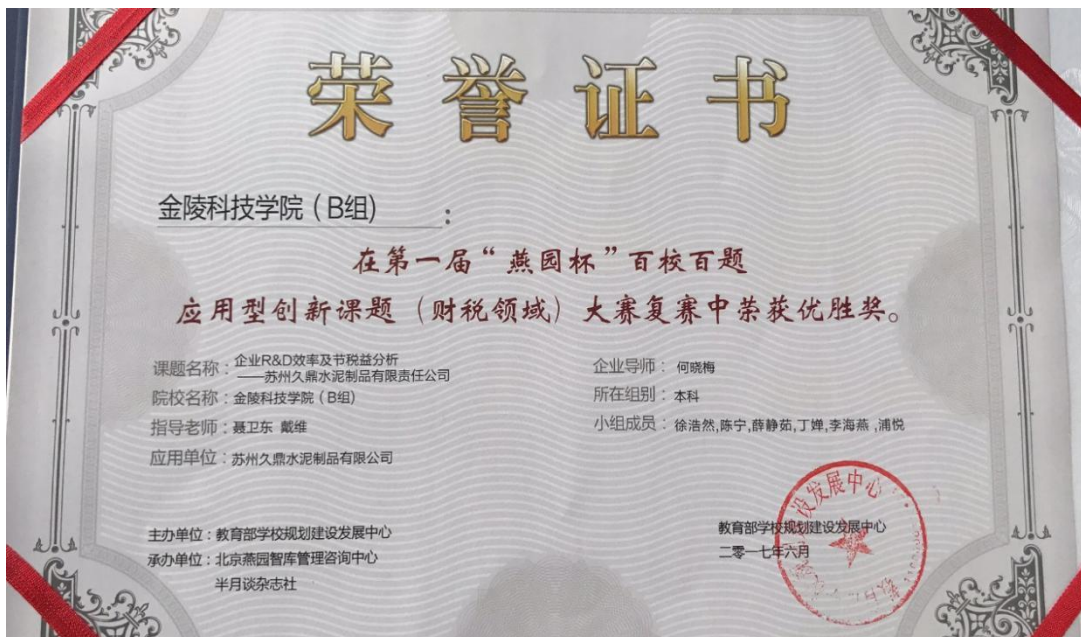 荣誉证书
金陵科技学院（B组）：
在第一届“燕园杯”百校百题
应用型创新课题（财税领域）大赛复赛中荣获优胜奖。
课题名称：企业R&D效率及节税益分析
——苏州久鼎水泥制品有限责任公司
院校名称：金陵科技学院（B组）
指导老师：聂卫东 戴维
应用单位：苏州久鼎水泥制品有限公司
企业导师：何晓梅
所在组别：本科
小组成员：徐浩然,陈宁,薛静茹,丁婵,李海燕,浦悦
主办单位：教育部学校规划建设发展中心
承办单位：北京燕园智库管理咨询中心
半月谈杂志社
教育部学校规划建设发展中心
二零一七年六月
设发展中心